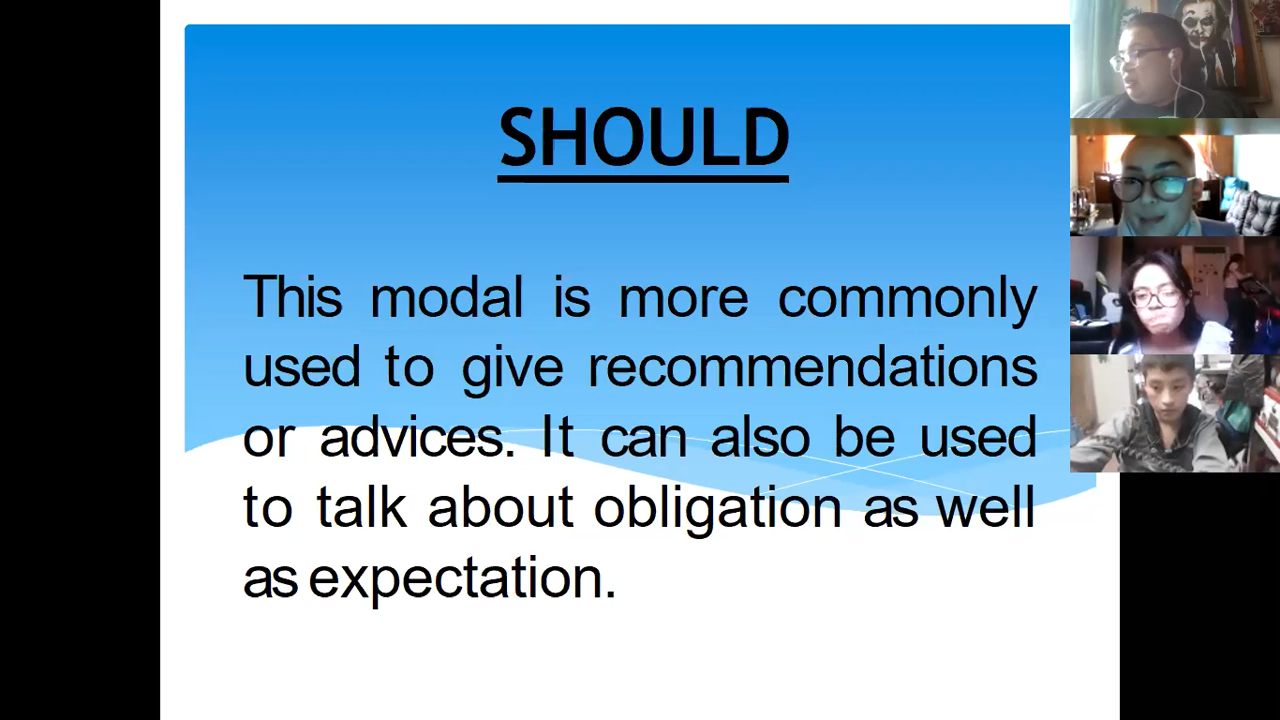 SHOULD
This modal is more commonly
used to give recommendations
or advices. It can also be used
to talk about obligation as well
as expectation.